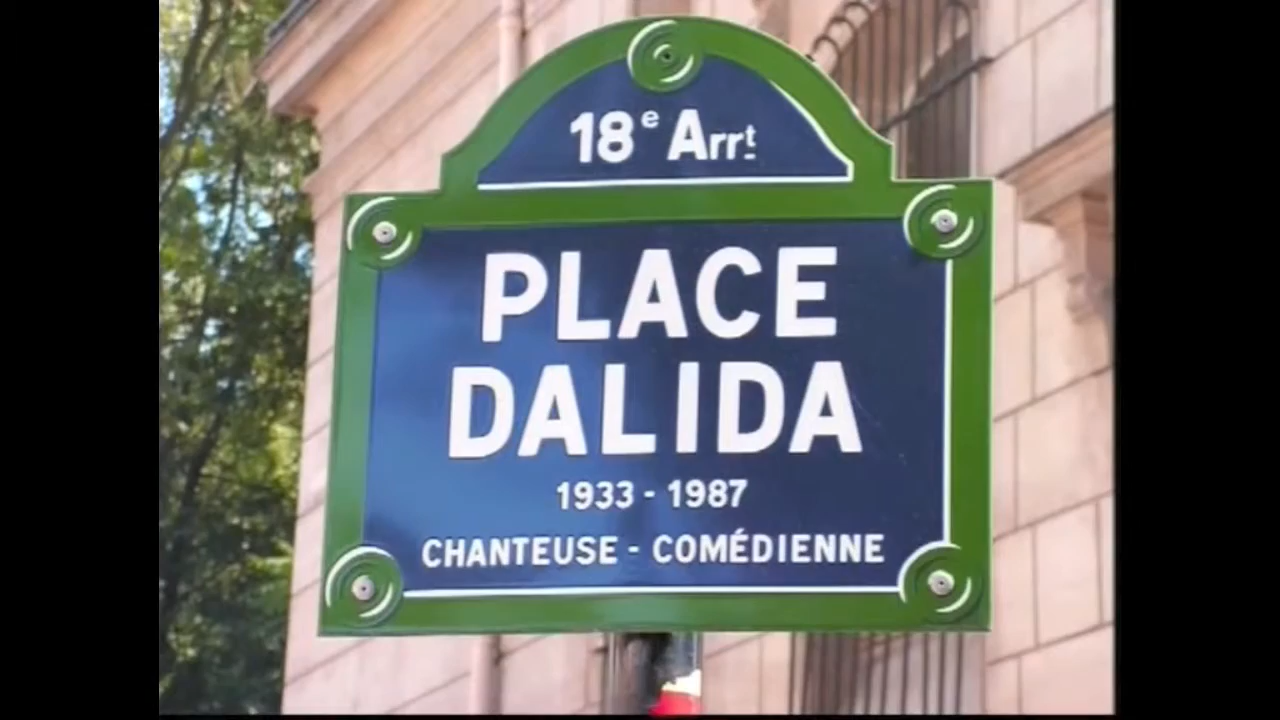 18e Arrt
PLACE
DALIDA
1933 - 1987
CHANTEUSE - COMÉDIENNE